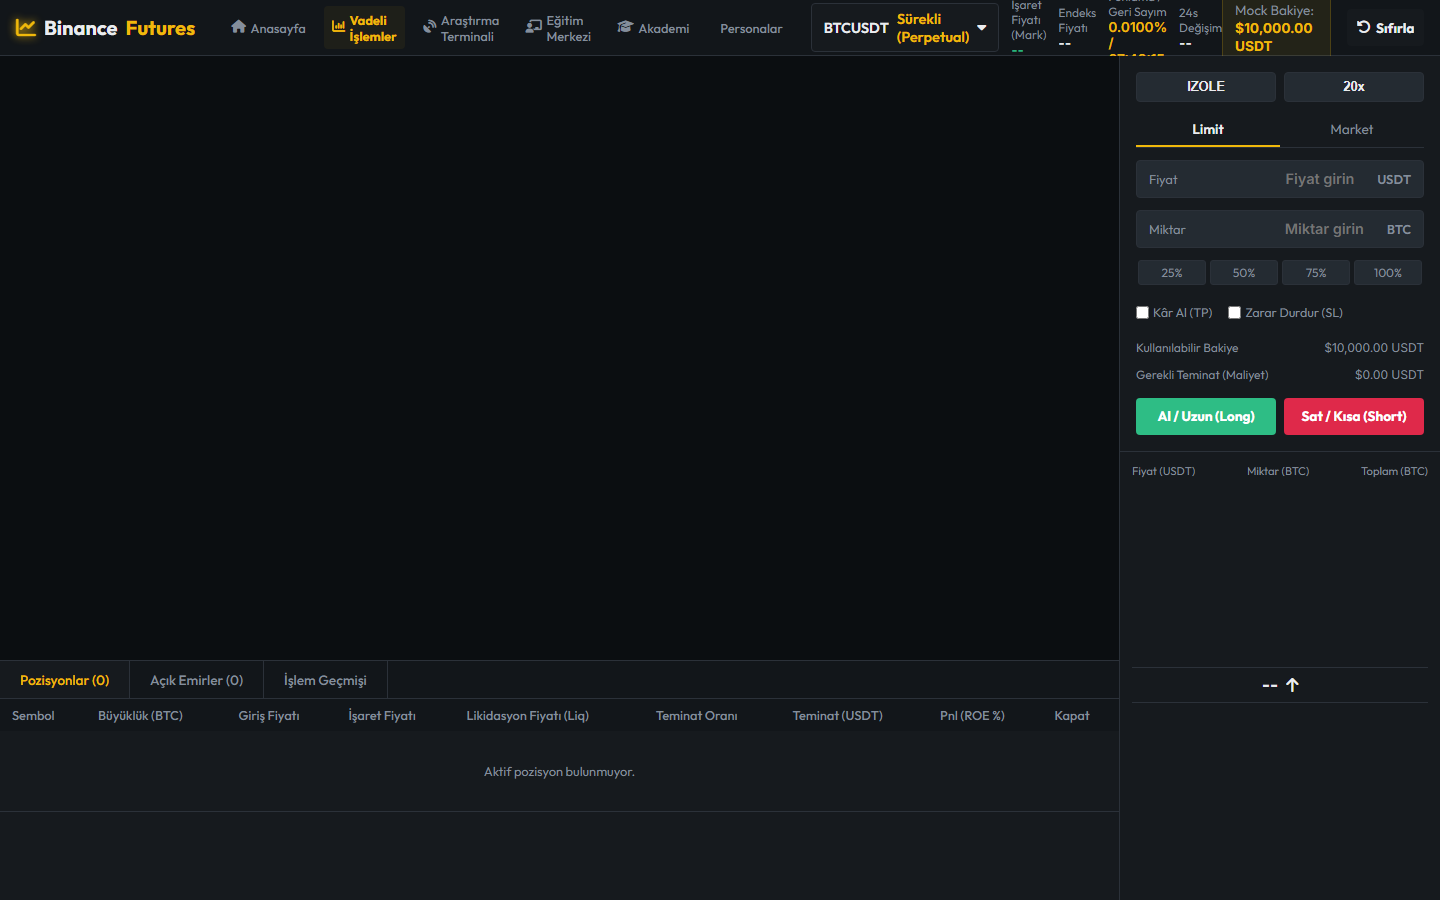 Binance Futures
Anasayfa
Vadeli
İşlemler
Araştırma
Terminali
Eğitim
Merkezi
Akademi
Personalar
BTCUSDT
Sürekli
(Perpetual)
İşaret
Fiyatı
(Mark)
--
Endeks
Fiyatı
--
Geri Sayım
0.0100%
/
24s
Değişim
--
Mock Bakiye:
$10,000.00
USDT
Sıfırla
IZOLE
20x
Limit
Market
Fiyat
Fiyat girin
USDT
Miktar
Miktar girin
BTC
25%
50%
75%
100%
Kâr Al (TP)
Zarar Durdur (SL)
Kullanılabilir Bakiye
$10,000.00 USDT
Gerekli Teminat (Maliyet)
$0.00 USDT
Al / Uzun (Long)
Sat / Kısa (Short)
Fiyat (USDT)
Miktar (BTC)
Toplam (BTC)
--
Pozisyonlar (0)
Açık Emirler (0)
İşlem Geçmişi
Sembol
Büyüklük (BTC)
Giriş Fiyatı
İşaret Fiyatı
Likidasyon Fiyatı (Liq)
Teminat Oranı
Teminat (USDT)
Pnl (ROE %)
Kapat
Aktif pozisyon bulunmuyor.